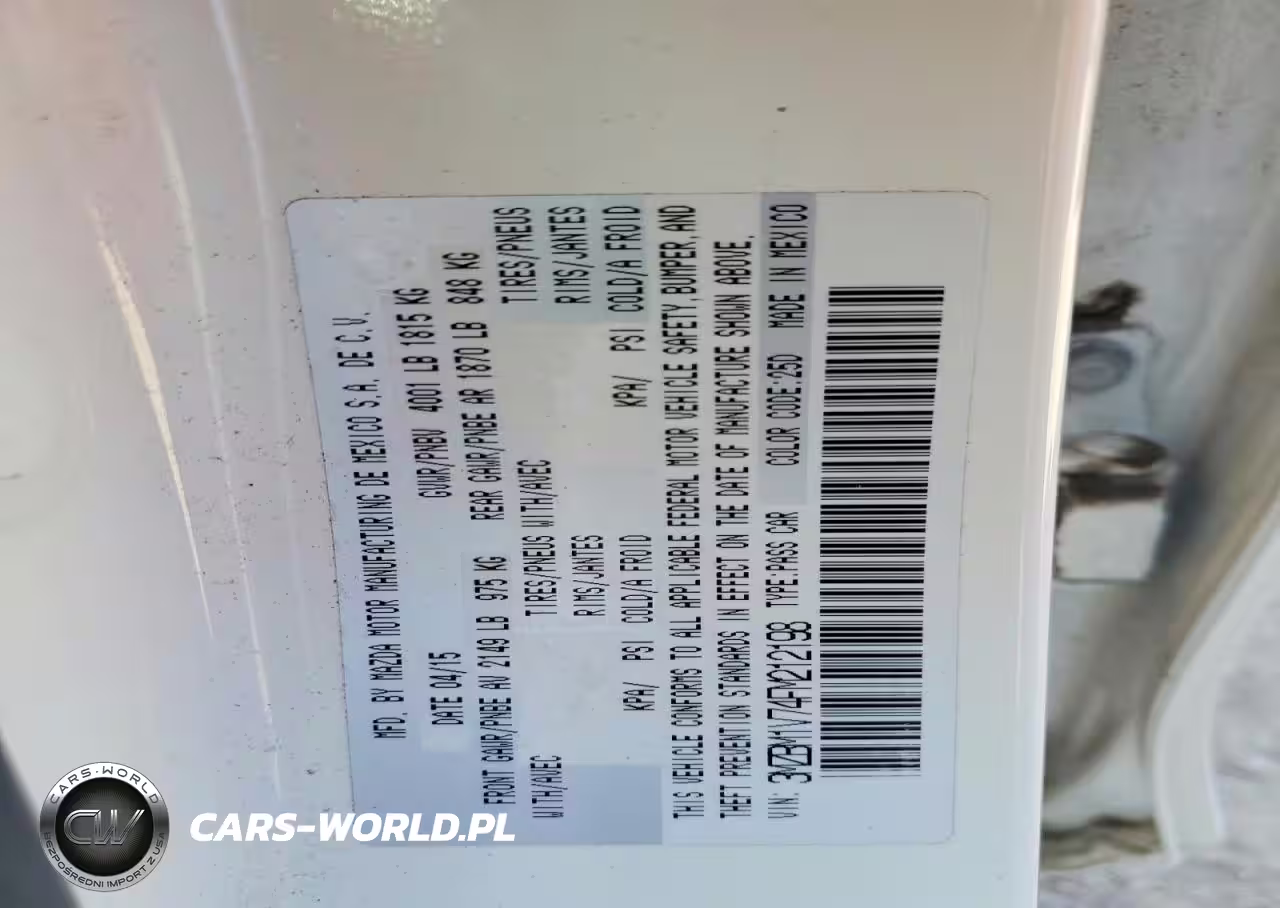 MFD. BY MAZDA MOTOR MANUFACTURING DE MEXICO S.A. DE C.V.
DATE 04/15 GVWR/PNBV 4001 LB 1815 KG
FRONT GAWR/PNBE AV 2149 LB 975 KG REAR GAWR/PNBE AR 1870 LB 848 KG
WITH/AVEC TIRES/PNEUS WITH/AVEC TIRES/PNEUS
RIMS/JANTES RIMS/JANTES
KPA/ PSI COLD/A FROID KPA/ PSI COLD/A FROID
THIS VEHICLE CONFORMS TO ALL APPLICABLE FEDERAL MOTOR VEHICLE SAFETY, BUMPER, AND
THEFT PREVENTION STANDARDS IN EFFECT ON THE DATE OF MANUFACTURE SHOWN ABOVE.
VIN: 3MZBM1V74FM212198 TYPE:PASS CAR COLOR CODE:25D MADE IN MEXICO
CARS-WORLD
CW
BEZPOŚREDNI IMPORT Z USA
CARS-WORLD.PL